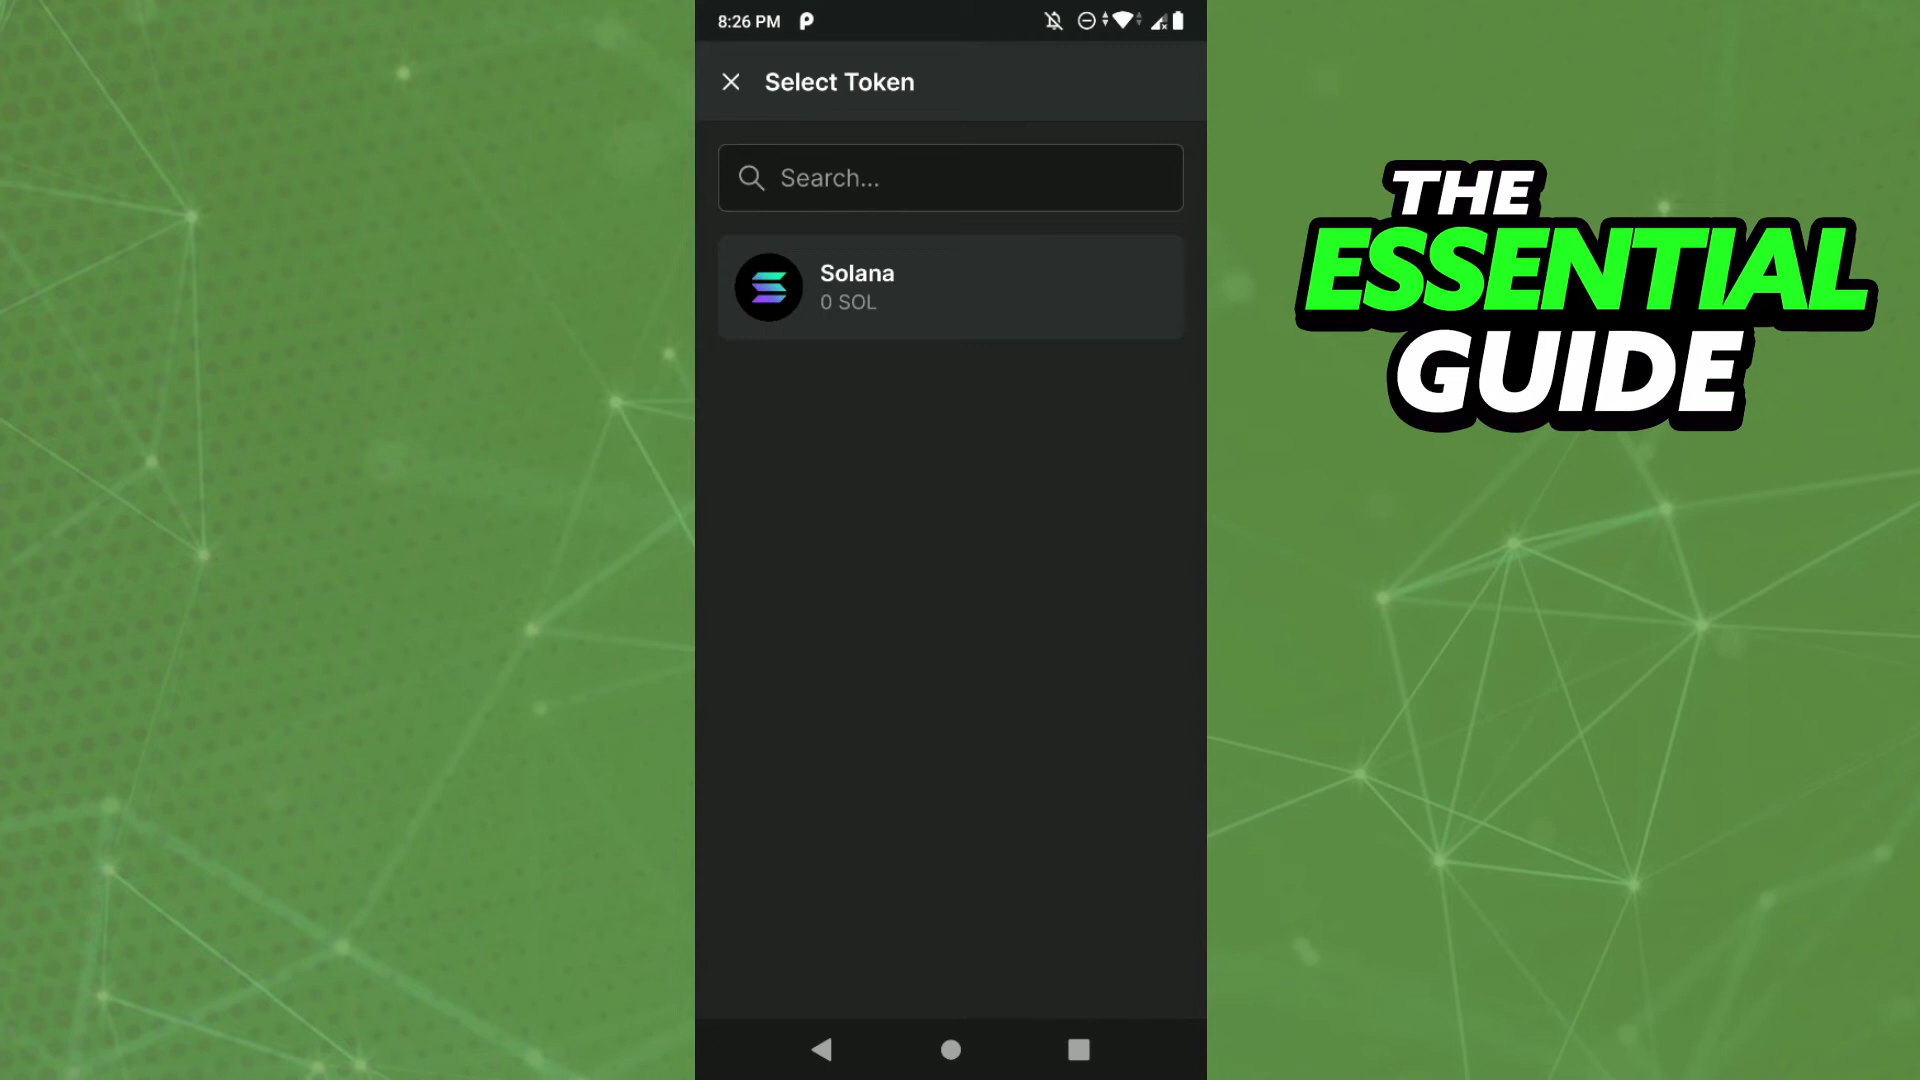 8:26 PM
Select Token
Search...
Solana
0 SOL
THE
ESSENTIAL
GUIDE